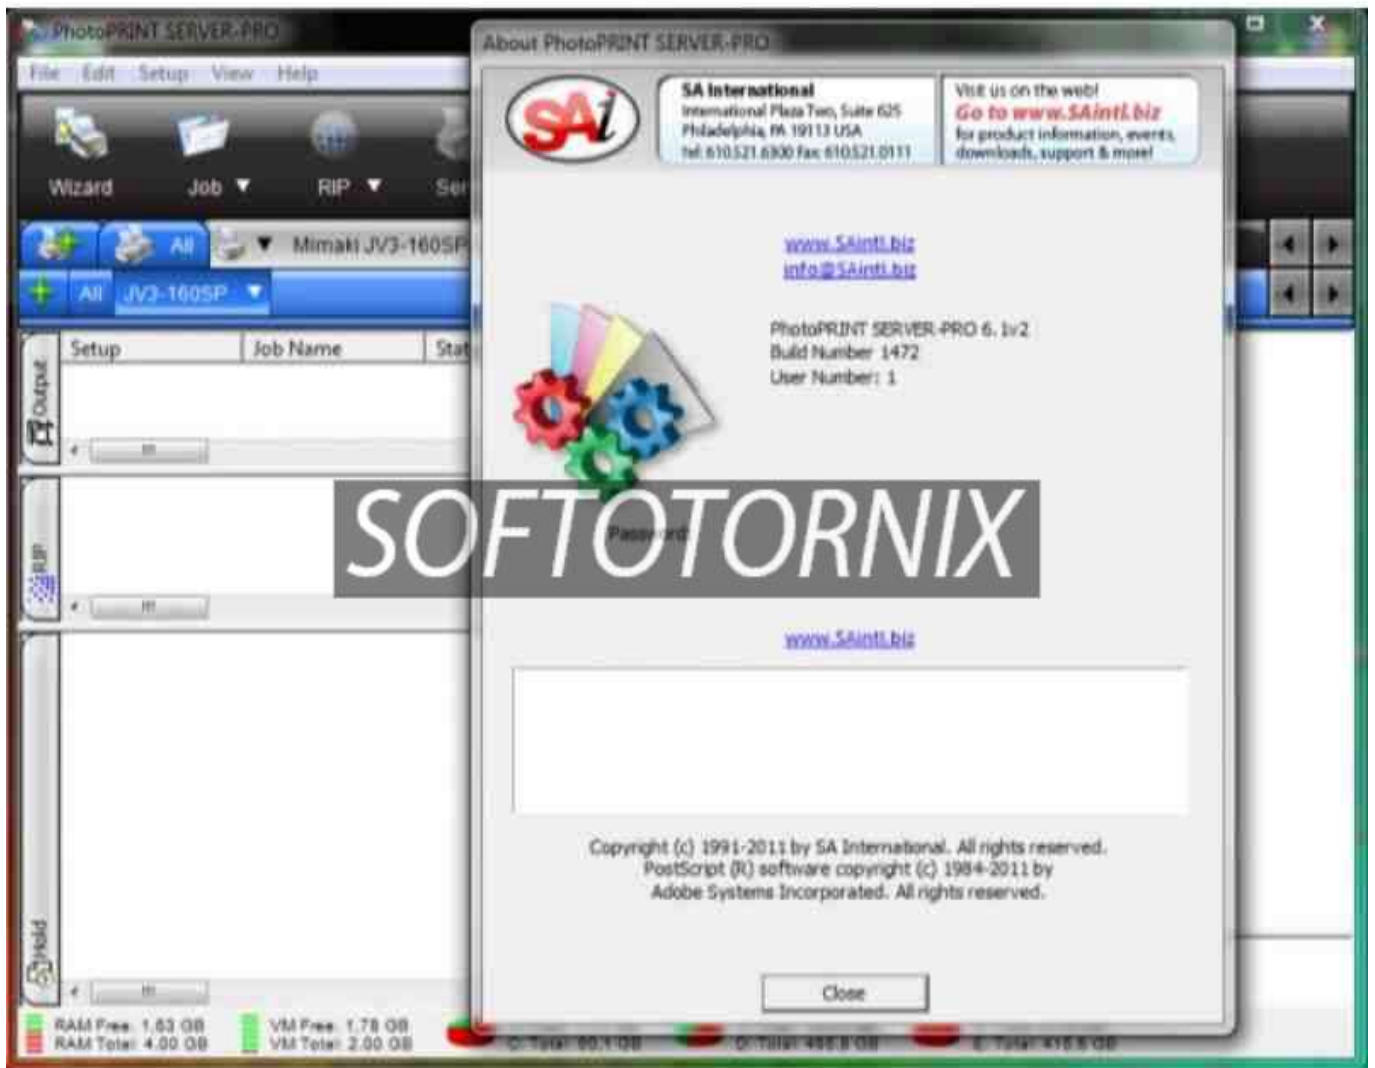 PhotoPRINT SERVER-PRO
File Edit Setup View Help
Wizard Job RIP
All Mimaki JV3-160SP
All JV3-160SP
Setup Job Name Stat
Output
RIP
Hold
RAM Free: 1.63 GB
RAM Total: 4.00 GB
VM Free: 1.78 GB
VM Total: 2.00 GB
About PhotoPRINT SERVER-PRO
SAi
SA International
International Plaza Two, Suite 625
Philadelphia, PA 19113 USA
tel: 610.521.6300 Fax: 610.521.0111
Visit us on the web!
Go to www.SAintl.biz
for product information, events,
downloads, support & more!
www.SAintl.biz
info@SAintl.biz
PhotoPRINT SERVER-PRO 6.1v2
Build Number 1472
User Number: 1
Password:
SOFTOTORNIX
www.SAintl.biz
Copyright (c) 1991-2011 by SA International. All rights reserved.
PostScript (R) software copyright (c) 1984-2011 by
Adobe Systems Incorporated. All rights reserved.
Close